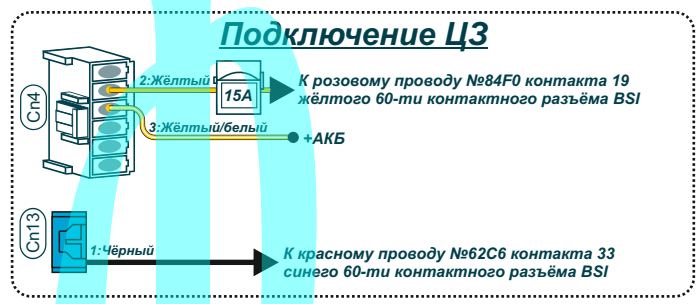 Подключение ЦЗ
Сп4
2:Жёлтый
15А
К розовому проводу №84F0 контакта 19
жёлтого 60-ти контактного разъёма BSI
3:Жёлтый/белый
+АКБ
Сп13
1:Чёрный
К красному проводу №62C6 контакта 33
синего 60-ти контактного разъёма BSI